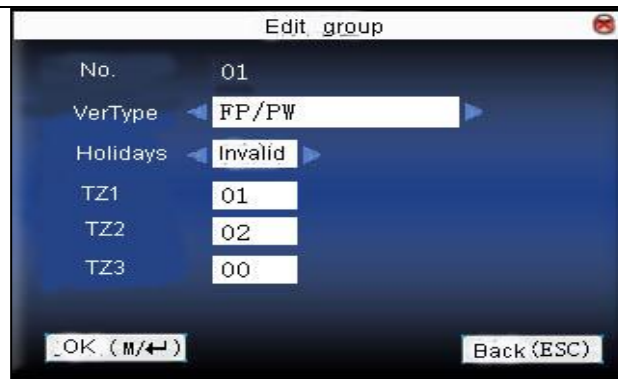 Edit group
No. 01
VerType FP/PW
Holidays Invalid
TZ1 01
TZ2 02
TZ3 00
OK (M/↵) Back (ESC)